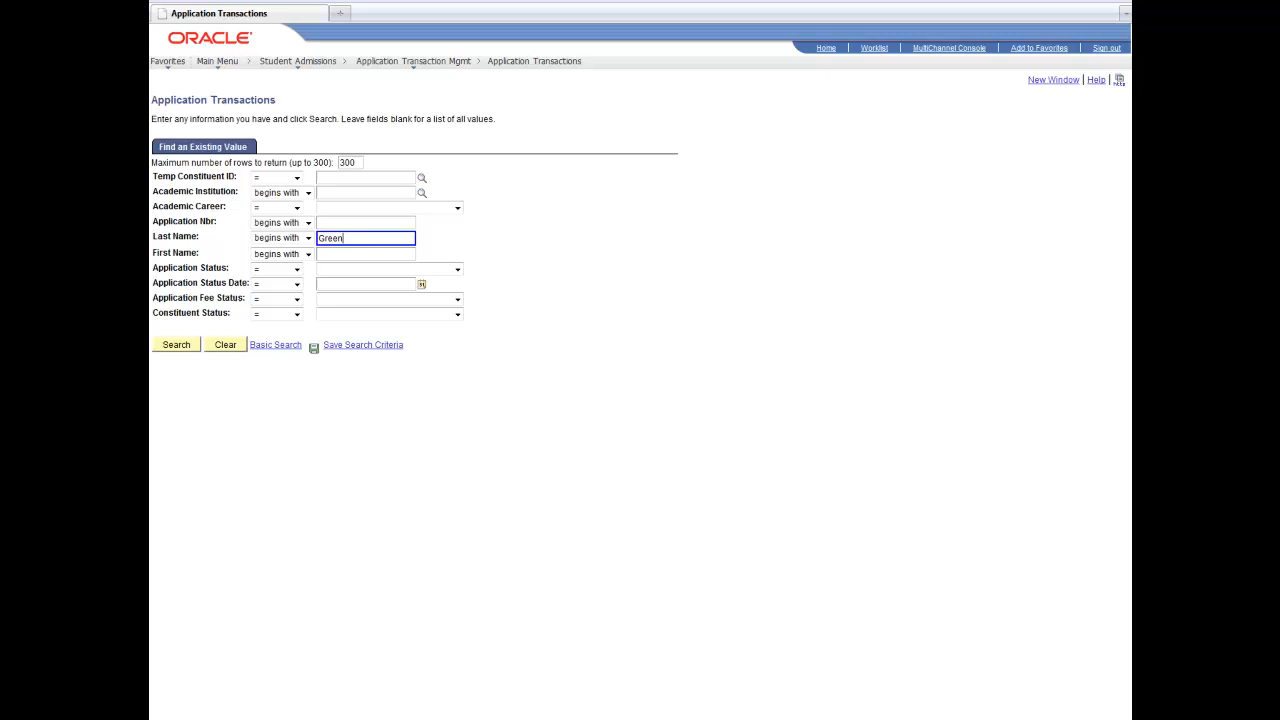 Application Transactions
ORACLE
Home Worklist MultiChannel Console Add to Favorites Sign out
Favorites Main Menu > Student Admissions > Application Transaction Mgmt > Application Transactions
New Window | Help |
Application Transactions
Enter any information you have and click Search. Leave fields blank for a list of all values.
Find an Existing Value
Maximum number of rows to return (up to 300): 300
Temp Constituent ID: =
Academic Institution: begins with
Academic Career: =
Application Nbr: begins with
Last Name: begins with Green
First Name: begins with
Application Status: =
Application Status Date: =
Application Fee Status: =
Constituent Status: =
Search Clear Basic Search Save Search Criteria